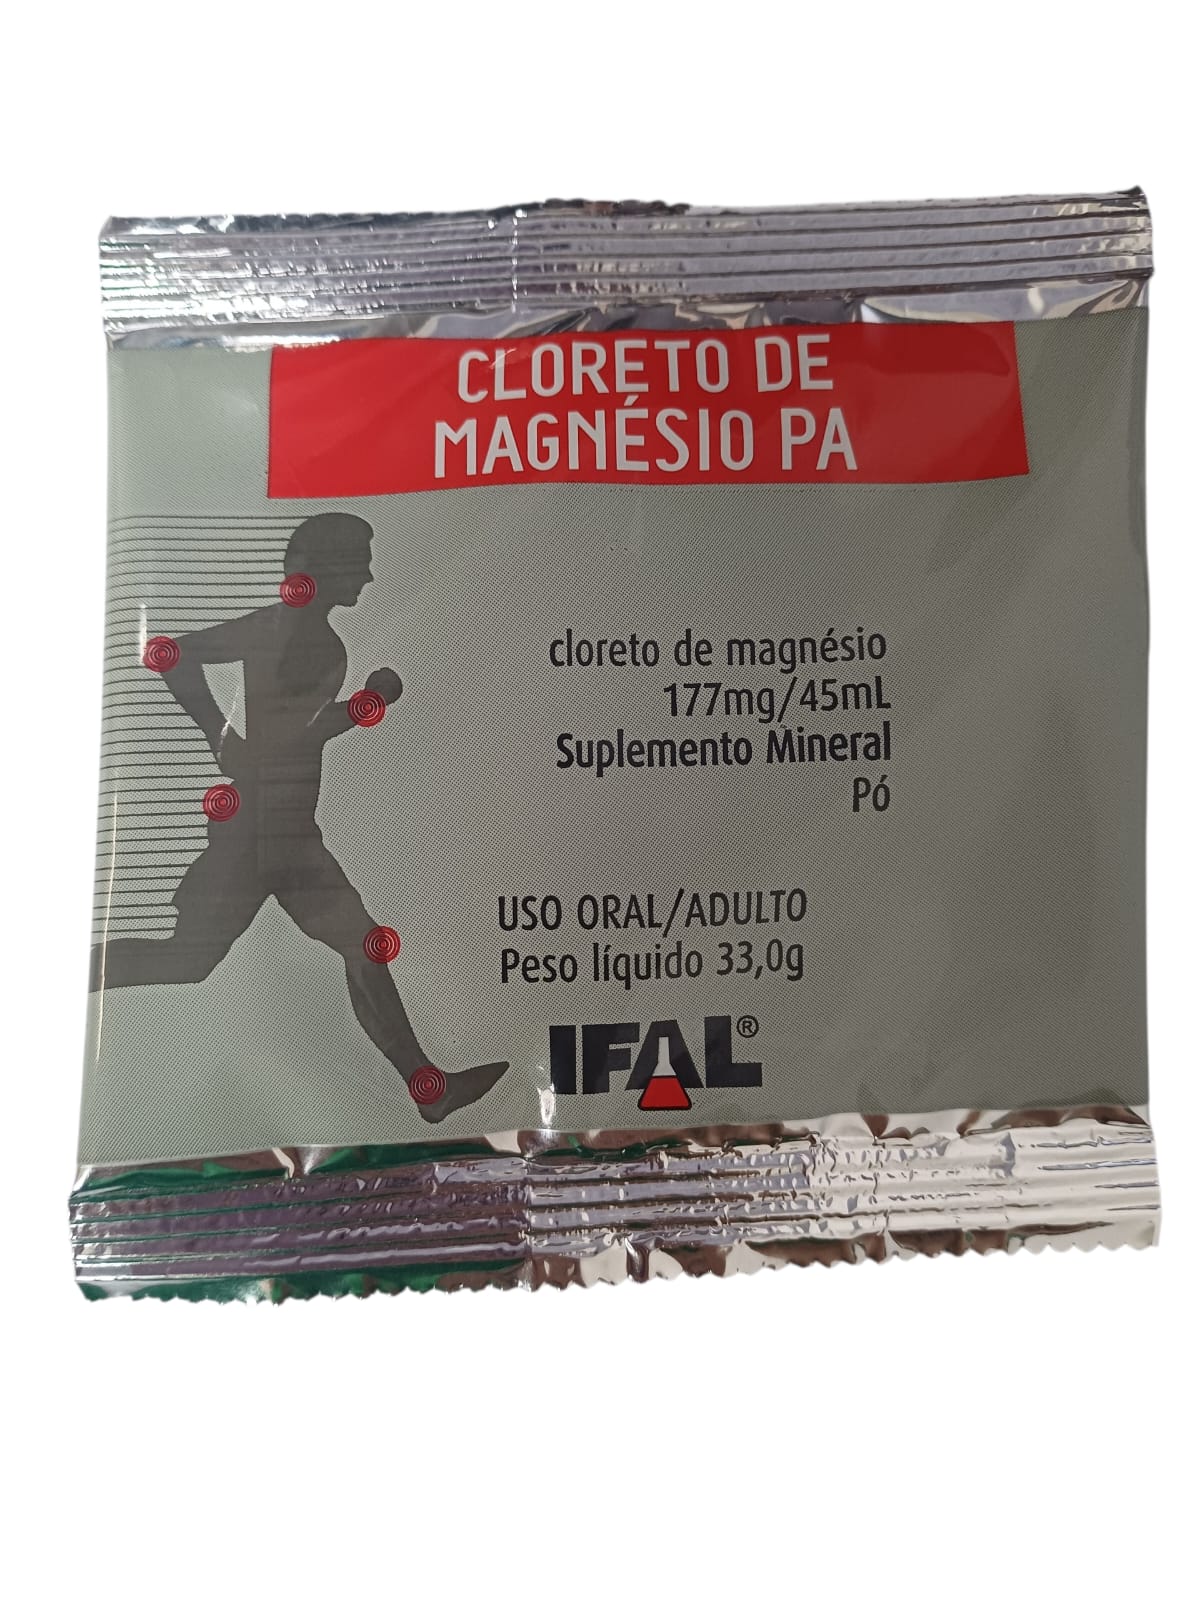 CLORETO DE
MAGNÉSIO PA
cloreto de magnésio
177mg/45mL
Suplemento Mineral
Pó
USO ORAL/ADULTO
Peso líquido 33,0g
IFAL®